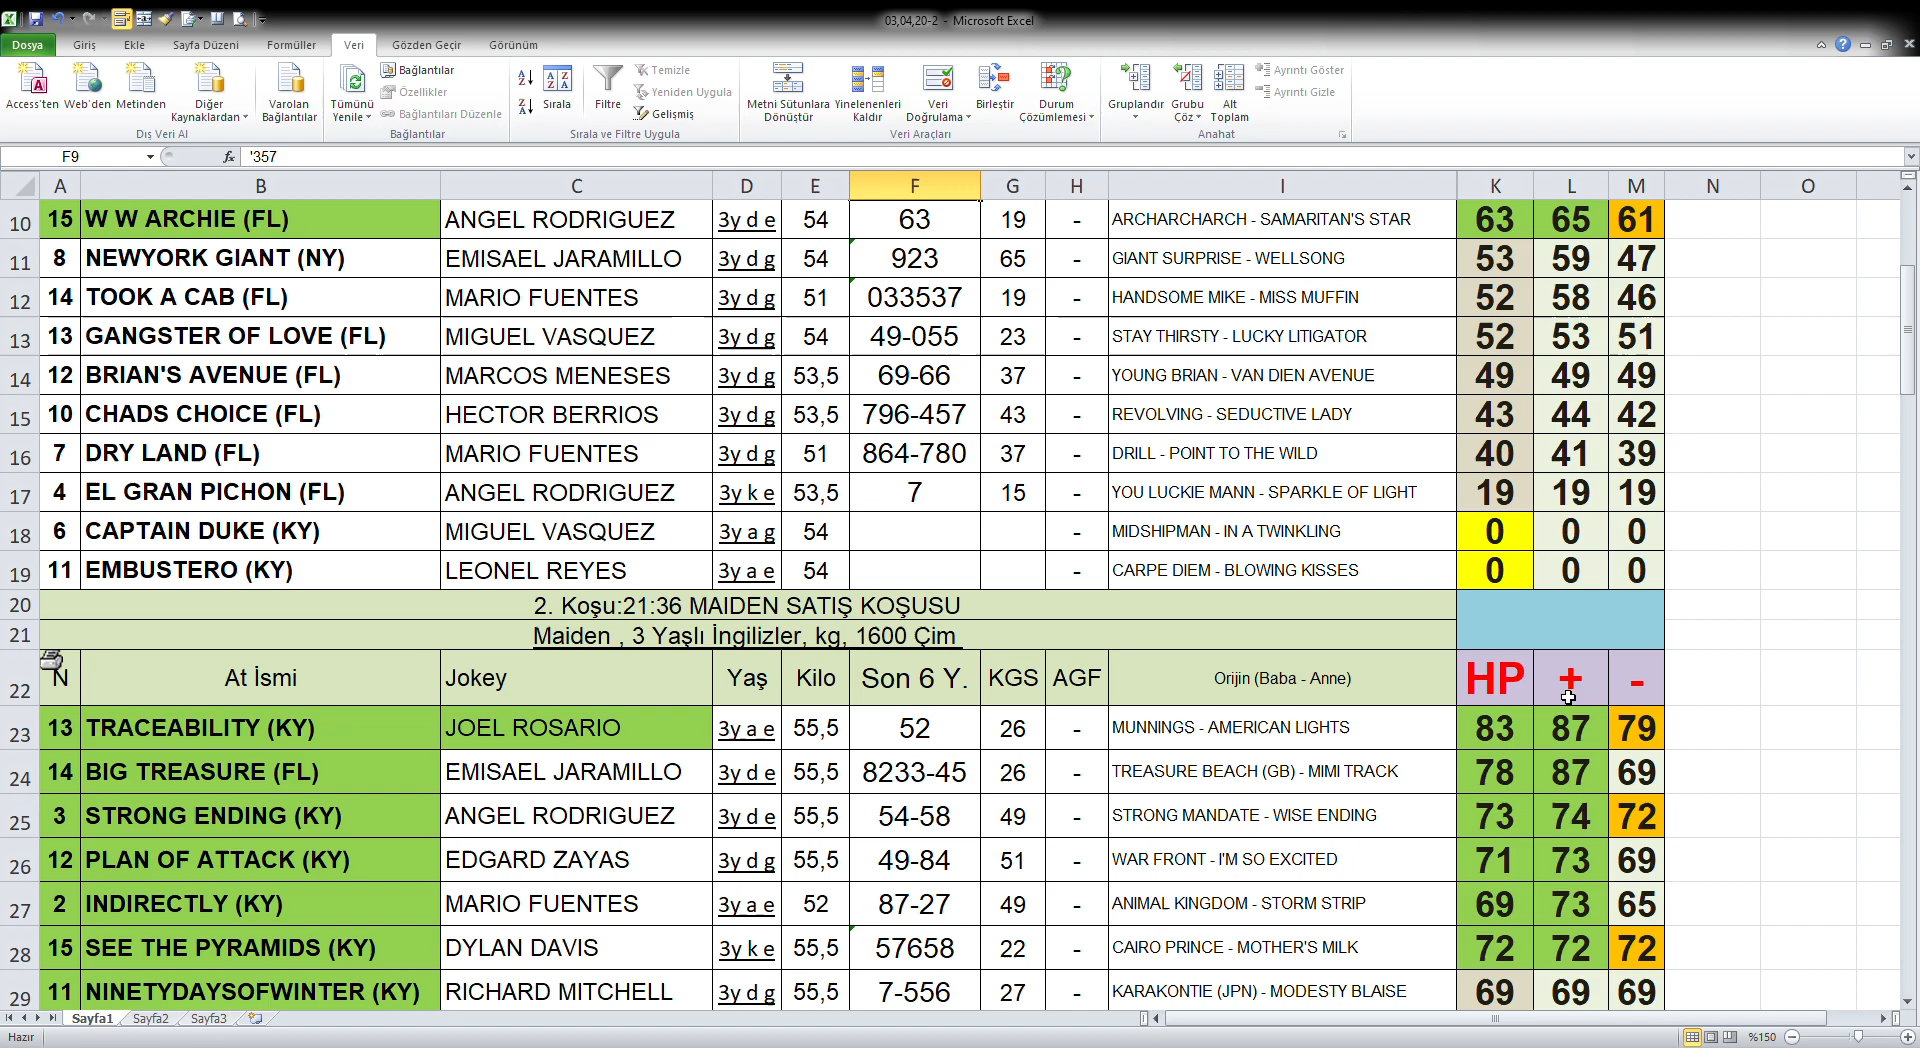 03,04,20-2 - Microsoft Excel
Dosya Giriş Ekle Sayfa Düzeni Formüller Veri Gözden Geçir Görünüm
Access'ten Web'den Metinden Diğer Kaynaklardan Varolan Bağlantılar Tümünü Yenile Bağlantılar Özellikler Bağlantıları Düzenle Sırala Filtre Temizle Yeniden Uygula Gelişmiş Metni Sütunlara Dönüştür Yinelenenleri Kaldır Veri Doğrulama Birleştir Durum Çözümlemesi Gruplandır Grubu Çöz Alt Toplam Ayrıntı Göster Ayrıntı Gizle
Dış Veri Al Bağlantılar Sırala ve Filtre Uygula Veri Araçları Anahat
F9 fx '357
A B C D E F G H I K L M N O
10 15 W W ARCHIE (FL) ANGEL RODRIGUEZ 3y d e 54 63 19 - ARCHARCHARCH - SAMARITAN'S STAR 63 65 61
11 8 NEWYORK GIANT (NY) EMISAEL JARAMILLO 3y d g 54 923 65 - GIANT SURPRISE - WELLSONG 53 59 47
12 14 TOOK A CAB (FL) MARIO FUENTES 3y d g 51 033537 19 - HANDSOME MIKE - MISS MUFFIN 52 58 46
13 13 GANGSTER OF LOVE (FL) MIGUEL VASQUEZ 3y d g 54 49-055 23 - STAY THIRSTY - LUCKY LITIGATOR 52 53 51
14 12 BRIAN'S AVENUE (FL) MARCOS MENESES 3y d g 53,5 69-66 37 - YOUNG BRIAN - VAN DIEN AVENUE 49 49 49
15 10 CHADS CHOICE (FL) HECTOR BERRIOS 3y d g 53,5 796-457 43 - REVOLVING - SEDUCTIVE LADY 43 44 42
16 7 DRY LAND (FL) MARIO FUENTES 3y d g 51 864-780 37 - DRILL - POINT TO THE WILD 40 41 39
17 4 EL GRAN PICHON (FL) ANGEL RODRIGUEZ 3y k e 53,5 7 15 - YOU LUCKIE MANN - SPARKLE OF LIGHT 19 19 19
18 6 CAPTAIN DUKE (KY) MIGUEL VASQUEZ 3y a g 54 - MIDSHIPMAN - IN A TWINKLING 0 0 0
19 11 EMBUSTERO (KY) LEONEL REYES 3y a e 54 - CARPE DIEM - BLOWING KISSES 0 0 0
20 2. Koşu:21:36 MAIDEN SATIŞ KOŞUSU
21 Maiden , 3 Yaşlı İngilizler, kg, 1600 Çim
22 N At İsmi Jokey Yaş Kilo Son 6 Y. KGS AGF Orijin (Baba - Anne) HP + -
23 13 TRACEABILITY (KY) JOEL ROSARIO 3y a e 55,5 52 26 - MUNNINGS - AMERICAN LIGHTS 83 87 79
24 14 BIG TREASURE (FL) EMISAEL JARAMILLO 3y d e 55,5 8233-45 26 - TREASURE BEACH (GB) - MIMI TRACK 78 87 69
25 3 STRONG ENDING (KY) ANGEL RODRIGUEZ 3y d e 55,5 54-58 49 - STRONG MANDATE - WISE ENDING 73 74 72
26 12 PLAN OF ATTACK (KY) EDGARD ZAYAS 3y d g 55,5 49-84 51 - WAR FRONT - I'M SO EXCITED 71 73 69
27 2 INDIRECTLY (KY) MARIO FUENTES 3y a e 52 87-27 49 - ANIMAL KINGDOM - STORM STRIP 69 73 65
28 15 SEE THE PYRAMIDS (KY) DYLAN DAVIS 3y k e 55,5 57658 22 - CAIRO PRINCE - MOTHER'S MILK 72 72 72
29 11 NINETYDAYSOFWINTER (KY) RICHARD MITCHELL 3y d g 55,5 7-556 27 - KARAKONTIE (JPN) - MODESTY BLAISE 69 69 69
Sayfa1 Sayfa2 Sayfa3
Hazır %150